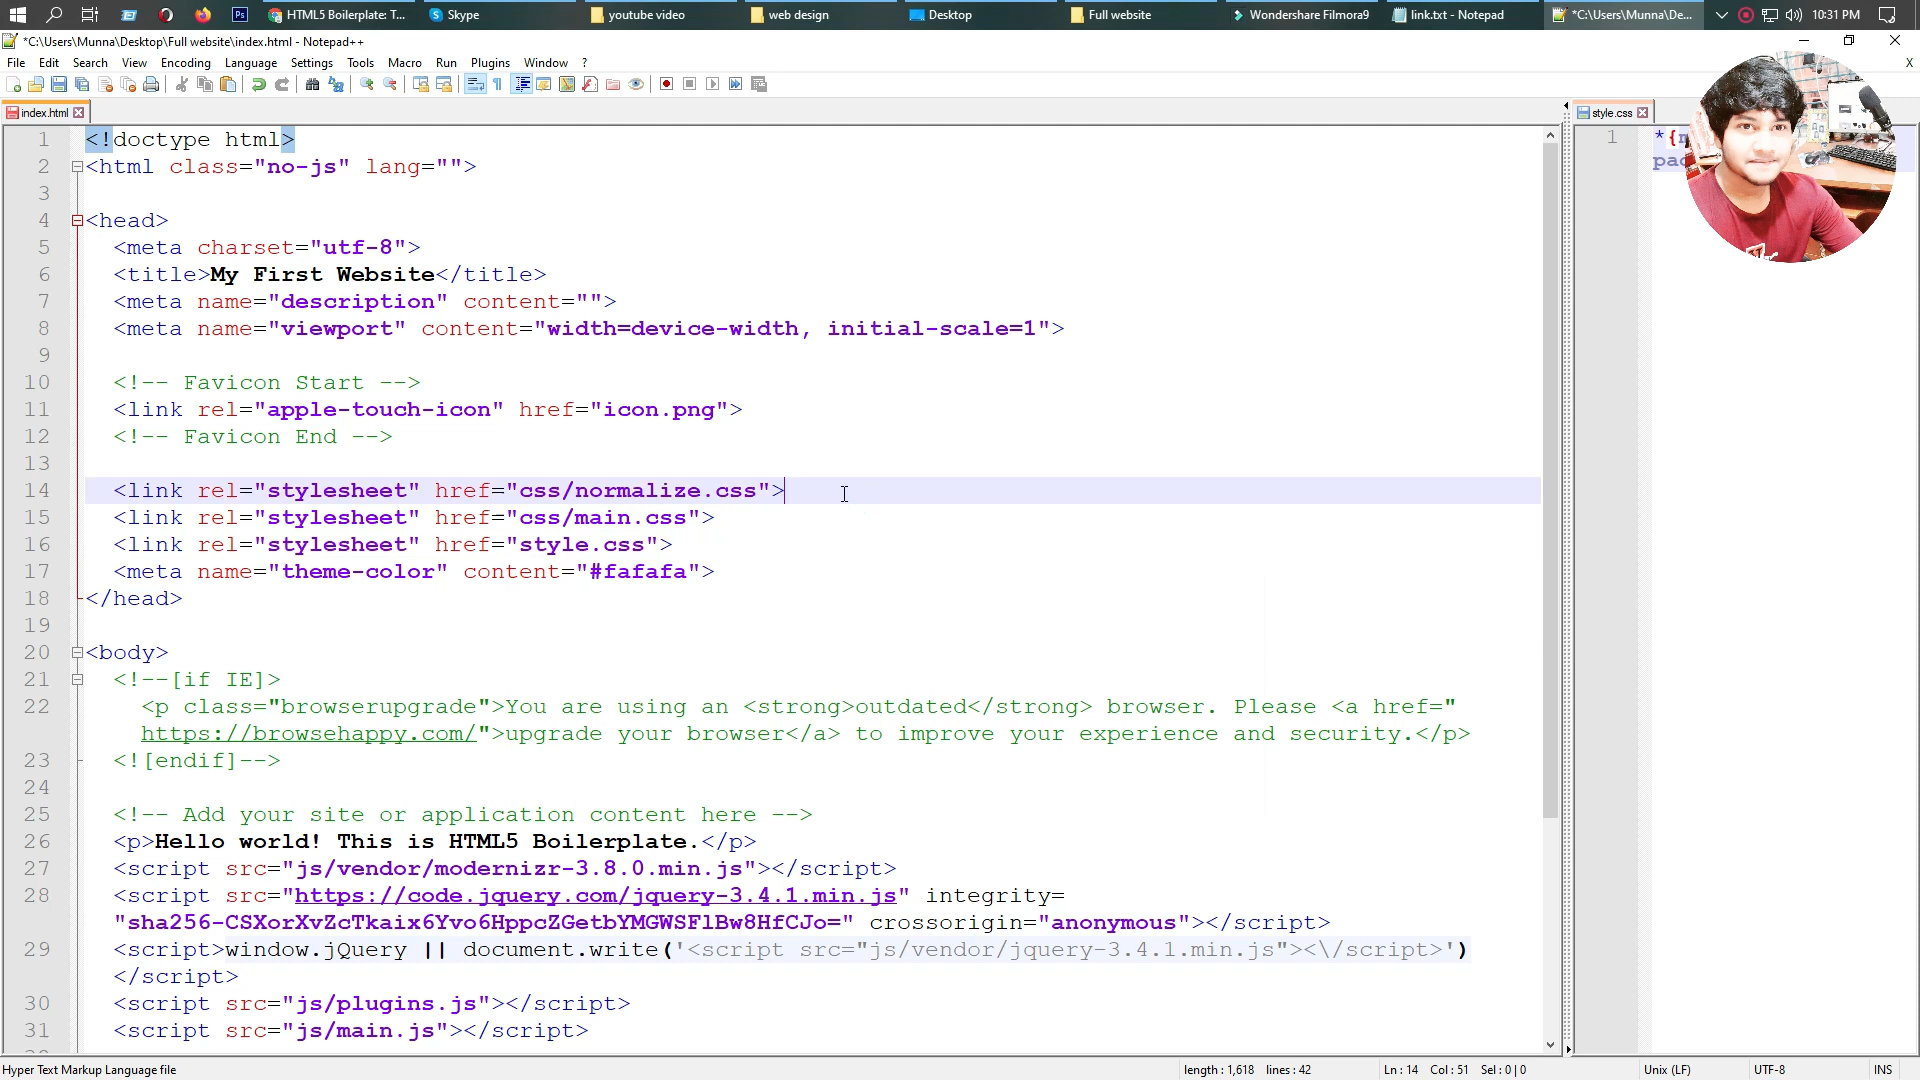 HTML5 Boilerplate: T...
Skype
youtube video
web design
Desktop
Full website
Wondershare Filmora9
link.txt - Notepad
*C:\Users\Munna\De...
10:31 PM
*C:\Users\Munna\Desktop\Full website\index.html - Notepad++
File Edit Search View Encoding Language Settings Tools Macro Run Plugins Window ?
X
index.html
style.css
1 <!doctype html>
2 <html class="no-js" lang="">
3
4 <head>
5 <meta charset="utf-8">
6 <title>My First Website</title>
7 <meta name="description" content="">
8 <meta name="viewport" content="width=device-width, initial-scale=1">
9
10 <!-- Favicon Start -->
11 <link rel="apple-touch-icon" href="icon.png">
12 <!-- Favicon End -->
13
14 <link rel="stylesheet" href="css/normalize.css">
15 <link rel="stylesheet" href="css/main.css">
16 <link rel="stylesheet" href="style.css">
17 <meta name="theme-color" content="#fafafa">
18 </head>
19
20 <body>
21 <!--[if IE]>
22 <p class="browserupgrade">You are using an <strong>outdated</strong> browser. Please <a href="
https://browsehappy.com/">upgrade your browser</a> to improve your experience and security.</p>
23 <![endif]-->
24
25 <!-- Add your site or application content here -->
26 <p>Hello world! This is HTML5 Boilerplate.</p>
27 <script src="js/vendor/modernizr-3.8.0.min.js"></script>
28 <script src="https://code.jquery.com/jquery-3.4.1.min.js" integrity=
"sha256-CSXorXvZcTkaix6Yvo6HppcZGetbYMGWSFlBw8HfCJo=" crossorigin="anonymous"></script>
29 <script>window.jQuery || document.write('<script src="js/vendor/jquery-3.4.1.min.js"><\/script>')
</script>
30 <script src="js/plugins.js"></script>
31 <script src="js/main.js"></script>
1 *{
Hyper Text Markup Language file
length : 1,618 lines : 42
Ln : 14 Col : 51 Sel : 0 | 0
Unix (LF)
UTF-8
INS